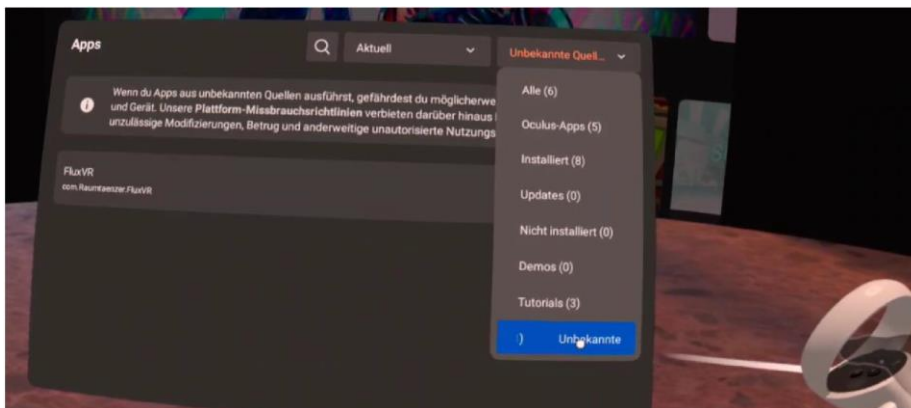 Apps
Aktuell
Unbekannte Quell...
Wenn du Apps aus unbekannten Quellen ausführst, gefährdest du möglicherwe
und Gerät. Unsere Plattform-Missbrauchsrichtlinien verbieten darüber hinaus
unzulässige Modifizierungen, Betrug und anderweitige unautorisierte Nutzungs
FluxVR
com.Raumtaenzer.FluxVR
Alle (6)
Oculus-Apps (5)
Installiert (8)
Updates (0)
Nicht installiert (0)
Demos (0)
Tutorials (3)
) Unbekannte